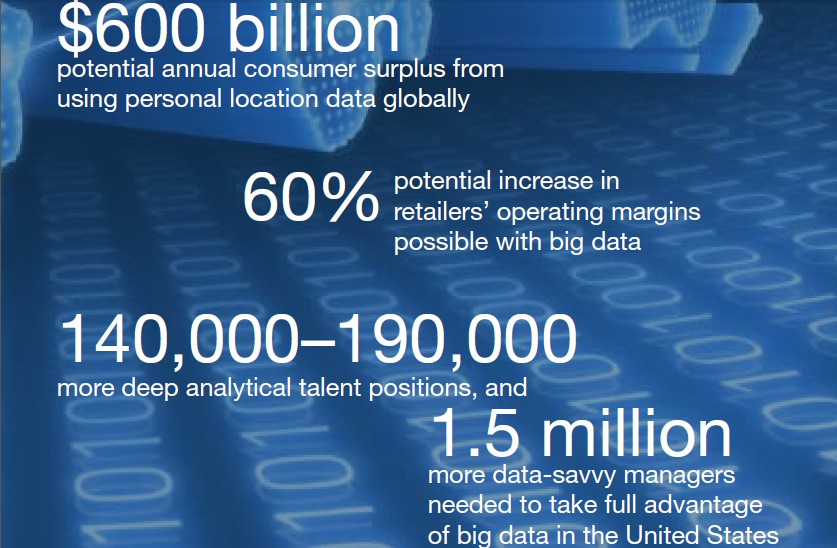 $600 billion
potential annual consumer surplus from
using personal location data globally
60%
potential increase in
retailers’ operating margins
possible with big data
140,000–190,000
more deep analytical talent positions, and
1.5 million
more data-savvy managers
needed to take full advantage
of big data in the United States